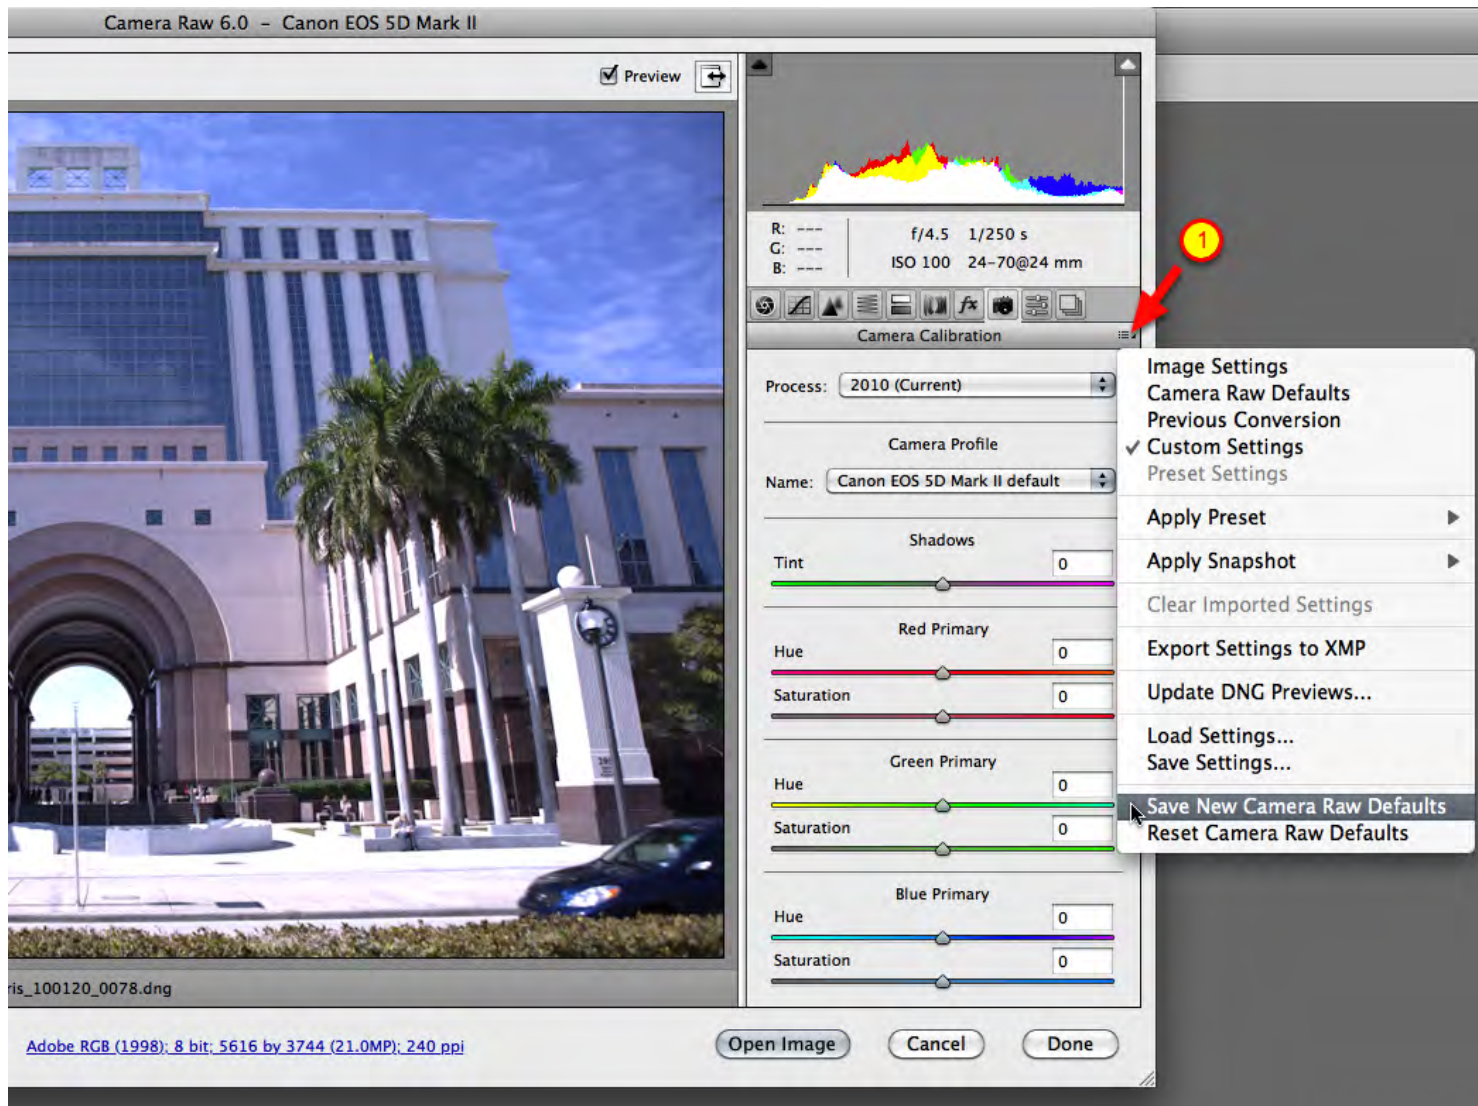 Camera Raw 6.0 – Canon EOS 5D Mark II
Preview
R: ---
G: ---
B: ---
f/4.5 1/250 s
ISO 100 24-70@24 mm
1
fx
Camera Calibration
Process: 2010 (Current)
Camera Profile
Name: Canon EOS 5D Mark II default
Shadows
Tint 0
Red Primary
Hue 0
Saturation 0
Green Primary
Hue 0
Saturation 0
Blue Primary
Hue 0
Saturation 0
Image Settings
Camera Raw Defaults
Previous Conversion
✓ Custom Settings
Preset Settings
Apply Preset
Apply Snapshot
Clear Imported Settings
Export Settings to XMP
Update DNG Previews...
Load Settings...
Save Settings...
Save New Camera Raw Defaults
Reset Camera Raw Defaults
ris_100120_0078.dng
Adobe RGB (1998); 8 bit; 5616 by 3744 (21.0MP); 240 ppi
Open Image Cancel Done